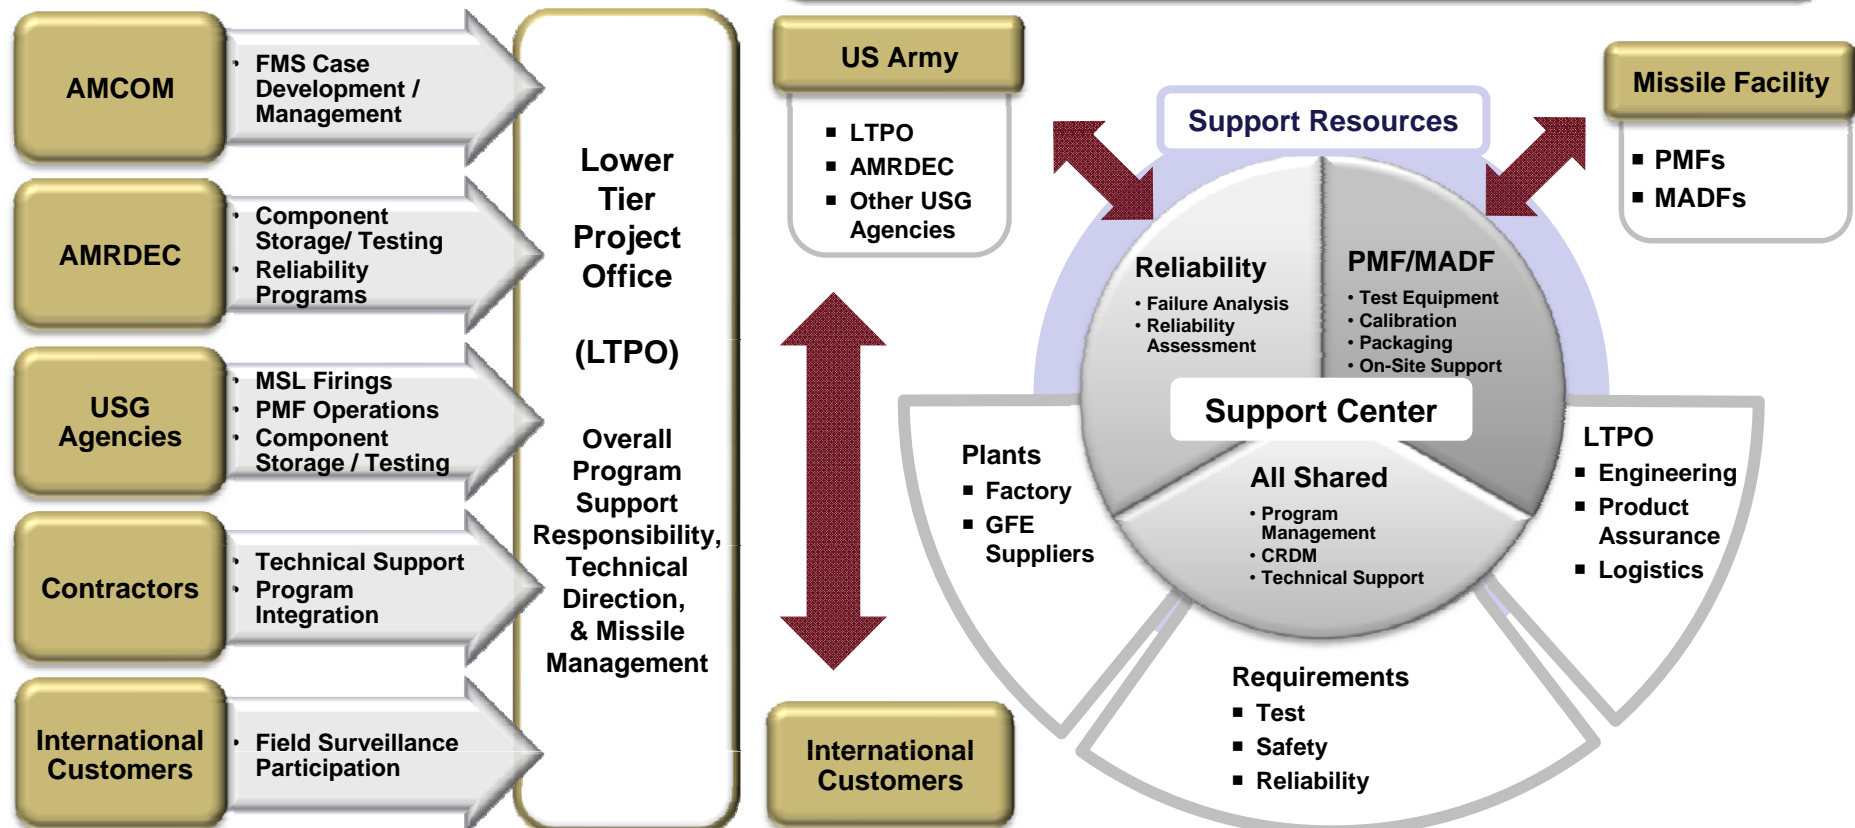 AMCOM
• FMS Case
Development /
Management
AMRDEC
• Component
Storage/ Testing
• Reliability
Programs
USG
Agencies
• MSL Firings
• PMF Operations
• Component
Storage / Testing
Contractors
• Technical Support
• Program
Integration
International
Customers
• Field Surveillance
Participation
Lower
Tier
Project
Office
(LTPO)
Overall
Program
Support
Responsibility,
Technical
Direction,
& Missile
Management
US Army
▪ LTPO
▪ AMRDEC
▪ Other USG
Agencies
International
Customers
Support Resources
Missile Facility
▪ PMFs
▪ MADFs
Reliability
• Failure Analysis
• Reliability
Assessment
PMF/MADF
• Test Equipment
• Calibration
• Packaging
• On-Site Support
Support Center
All Shared
• Program
Management
• CRDM
• Technical Support
Plants
▪ Factory
▪ GFE
Suppliers
LTPO
▪ Engineering
▪ Product
Assurance
▪ Logistics
Requirements
▪ Test
▪ Safety
▪ Reliability